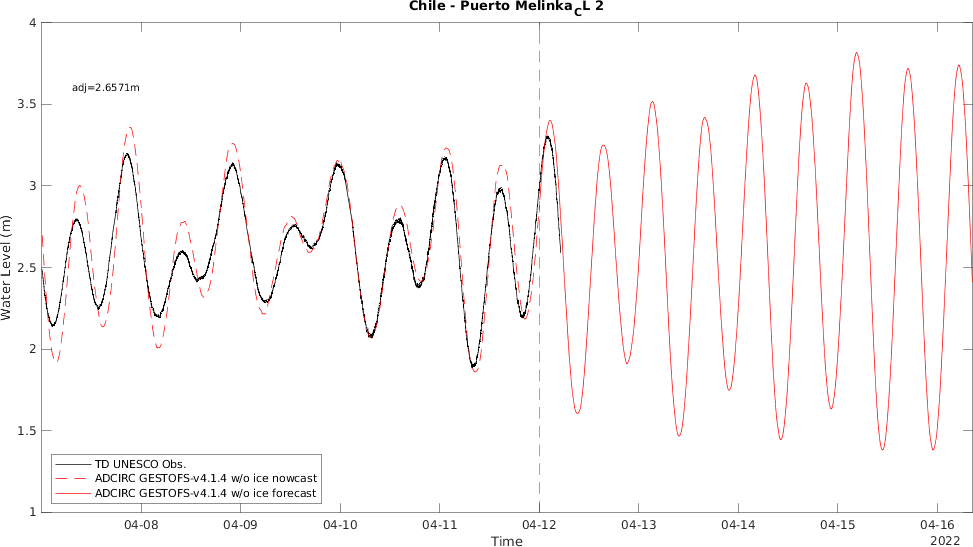 Chile - Puerto Melinka_CL 2
4
3.5
3
2.5
2
1.5
1
Water Level (m)
adj=2.6571m
TD UNESCO Obs.
ADCIRC GESTOFS-v4.1.4 w/o ice nowcast
ADCIRC GESTOFS-v4.1.4 w/o ice forecast
04-08 04-09 04-10 04-11 04-12 04-13 04-14 04-15 04-16
Time
2022